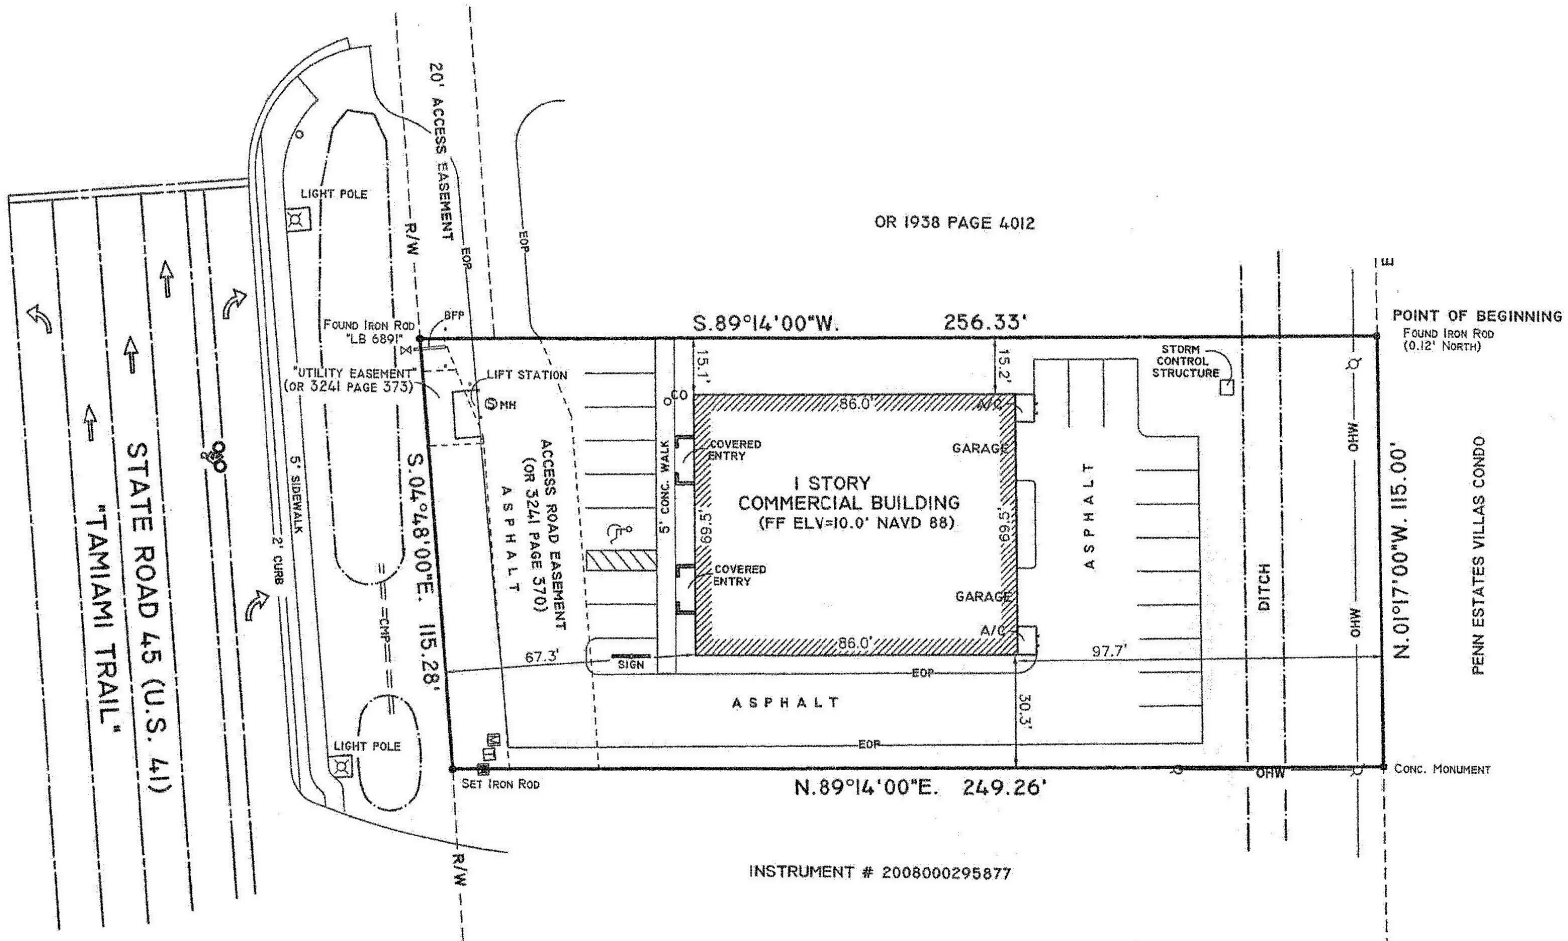 20' ACCESS EASEMENT
OR 1938 PAGE 4012
LIGHT POLE
R/W
EOP
EOP
S.89°14'00"W. 256.33'
POINT OF BEGINNING
FOUND IRON ROD
(0.12' NORTH)
BFP
FOUND IRON ROD
"LB 6891"
"UTILITY EASEMENT"
(OR 3241 PAGE 373)
LIFT STATION
MH
S
15.1'
15.2'
STORM
CONTROL
STRUCTURE
CO
86.0'
A/C
COVERED
ENTRY
GARAGE
1 STORY
COMMERCIAL BUILDING
(FF ELV=10.0' NAVD 88)
69.5'
69.5'
5' CONC. WALK
COVERED
ENTRY
GARAGE
A/C
86.0'
ASPHALT
ACCESS ROAD EASEMENT
(OR 3241 PAGE 370)
ASPHALT
S.04°48'00"E. 115.28'
STATE ROAD 45 (U.S. 41)
"TAMIAMI TRAIL"
5' SIDEWALK
2' CURB
CMP
67.3'
SIGN
EOP
97.7'
ASPHALT
30.3'
EOP
DITCH
OHW
OHW
N.01°17'00"W. 115.00'
PENN ESTATES VILLAS CONDO
LIGHT POLE
SET IRON ROD
N.89°14'00"E. 249.26'
OHW
CONC. MONUMENT
R/W
INSTRUMENT # 2008000295877